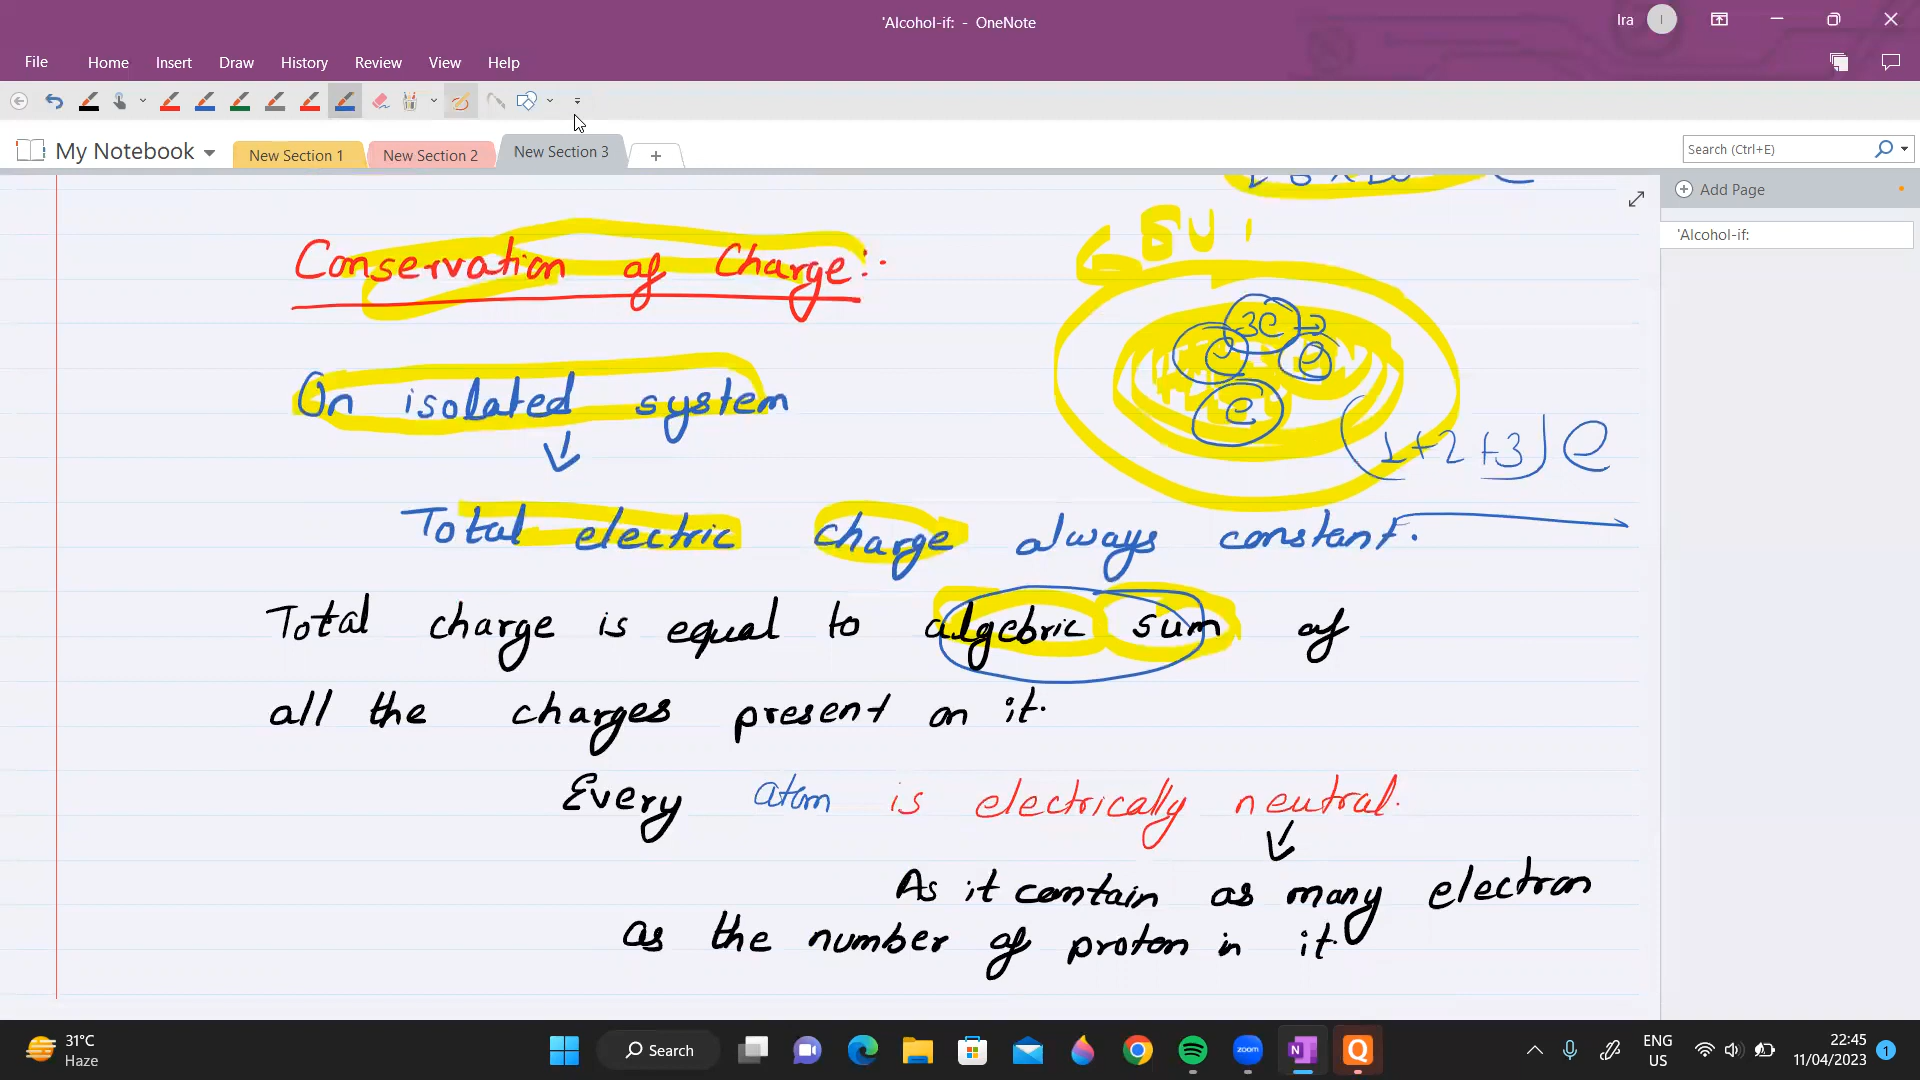 'Alcohol-if: - OneNote
Ira
I
File
Home
Insert
Draw
History
Review
View
Help
My Notebook
New Section 1
New Section 2
New Section 3
Search (Ctrl+E)
Add Page
'Alcohol-if:
Conservation of Charge:-
On isolated system
Total electric charge always constant.
3e
e
e
e
(1+2+3) e
Total charge is equal to algebric sum of
all the charges present on it.
Every atom is electrically neutral.
As it contain as many electron
as the number of proton in it.
31°C
Haze
Search
zoom
N
Q
ENG
US
22:45
11/04/2023
1